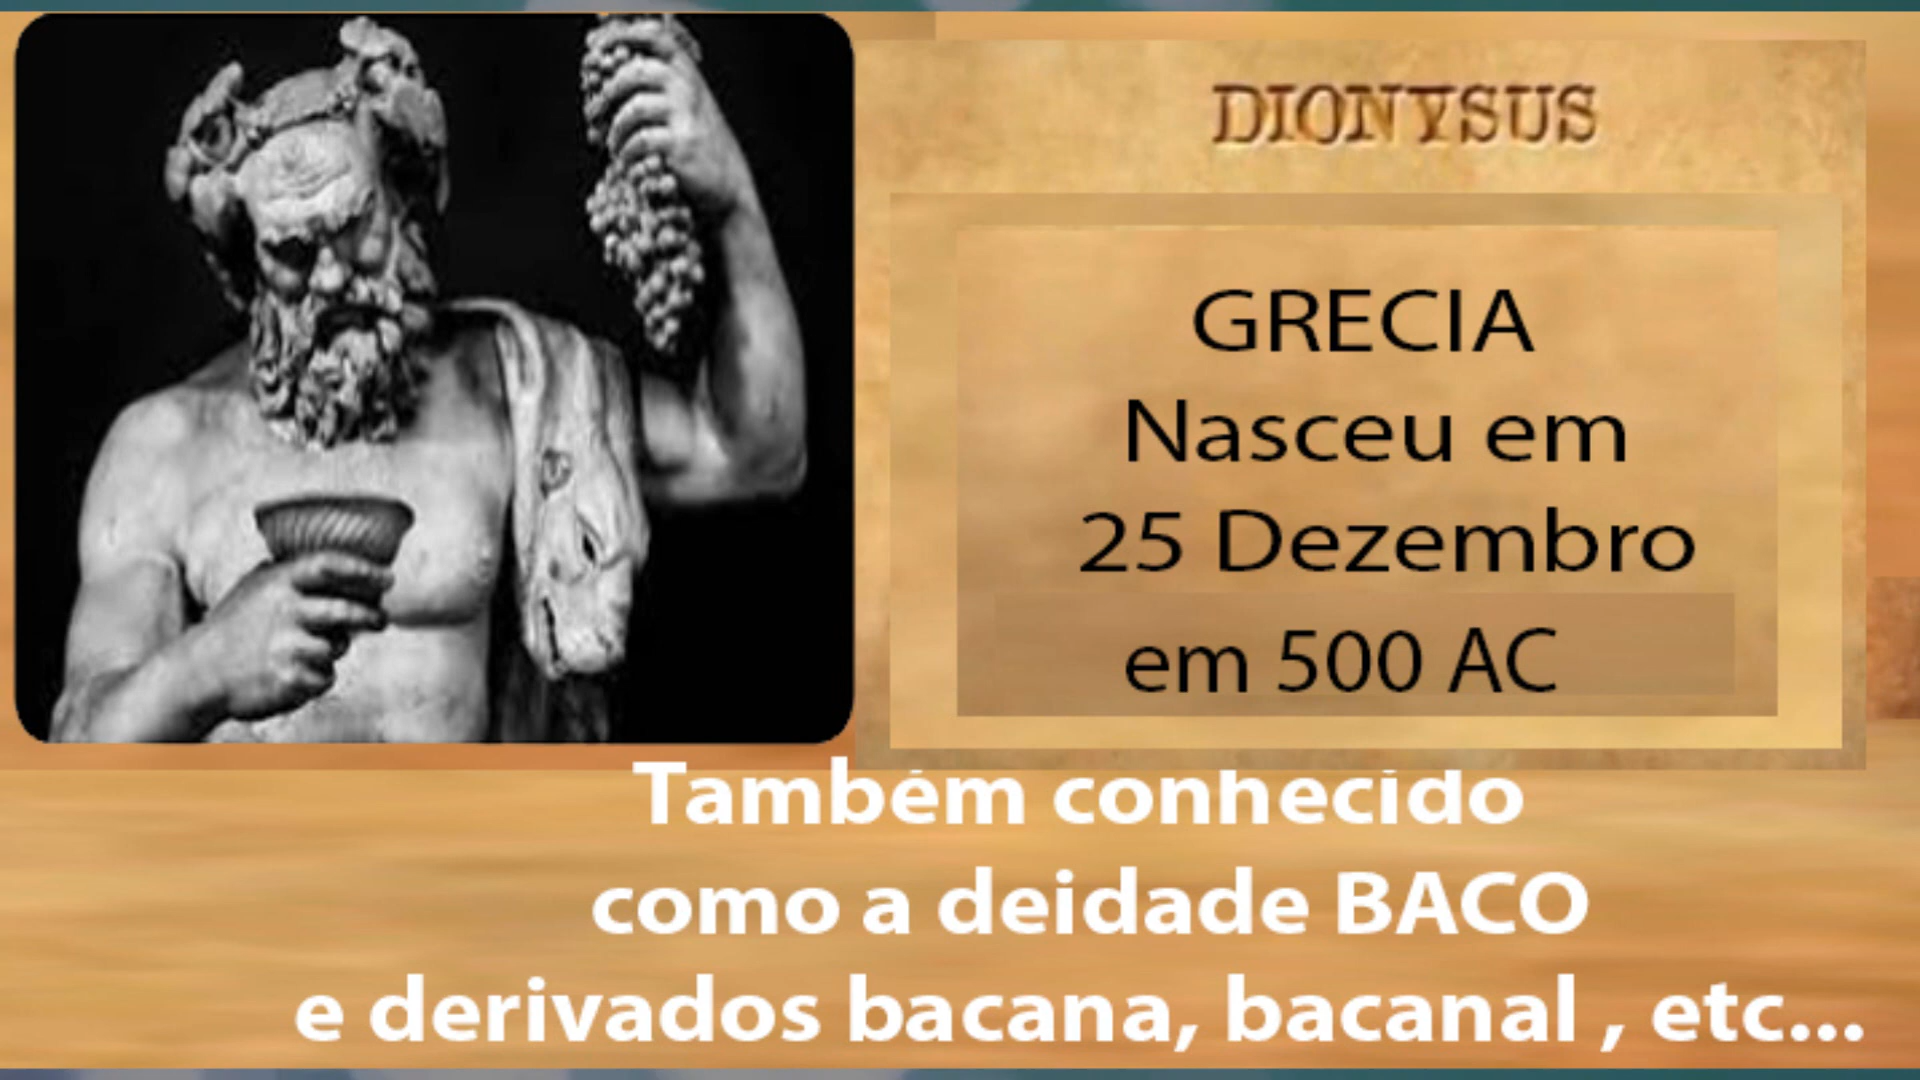 DIONYSUS
GRECIA
Nasceu em
25 Dezembro
em 500 AC
Também conhecido
como a deidade BACO
e derivados bacana, bacanal , etc...